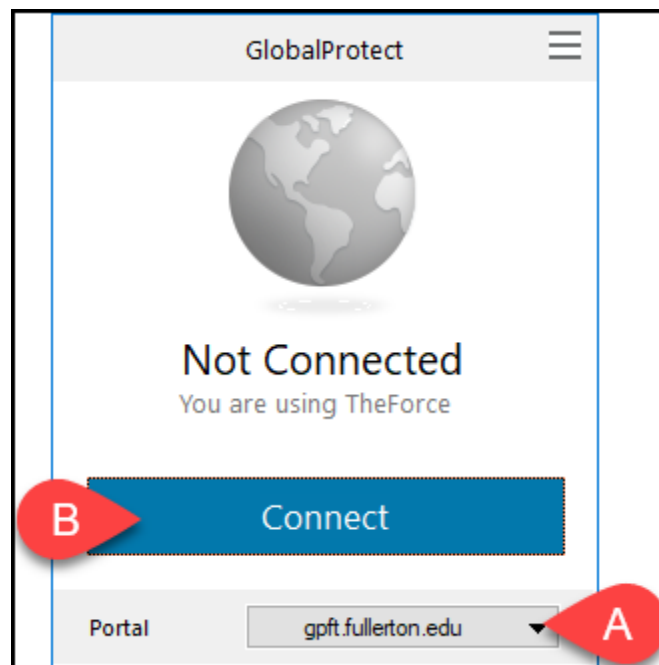 GlobalProtect
Not Connected
You are using TheForce
B
Connect
Portal gpft.fullerton.edu A